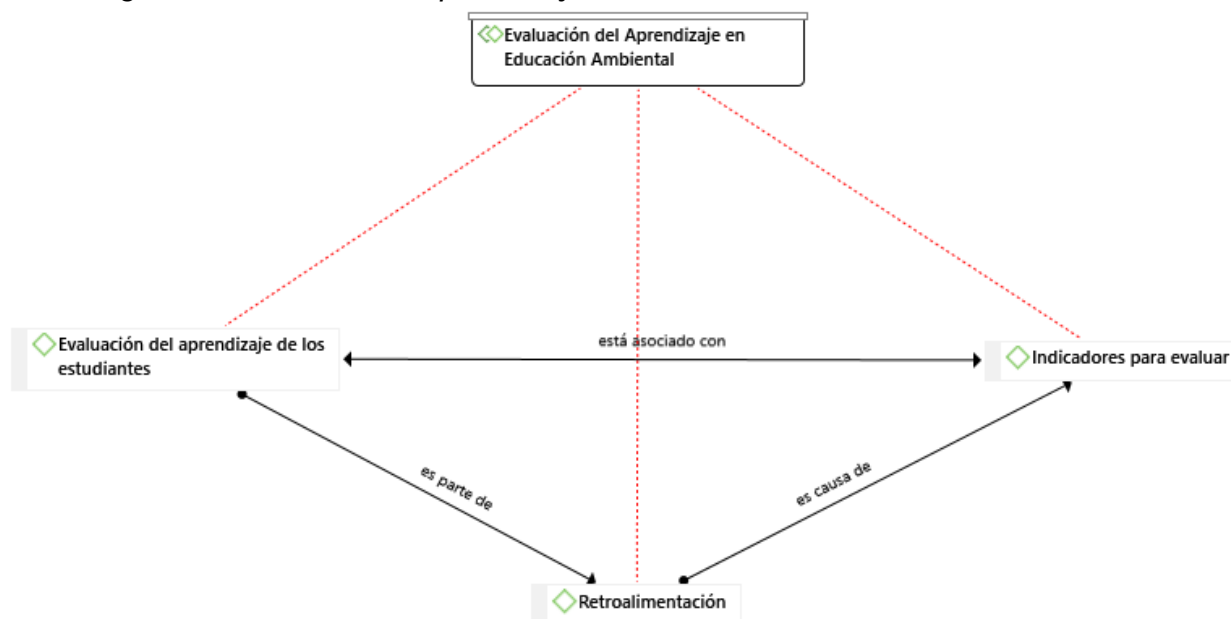 Evaluación del Aprendizaje en
Educación Ambiental
está asociado con
Evaluación del aprendizaje de los
estudiantes
Indicadores para evaluar
es parte de
es causa de
Retroalimentación